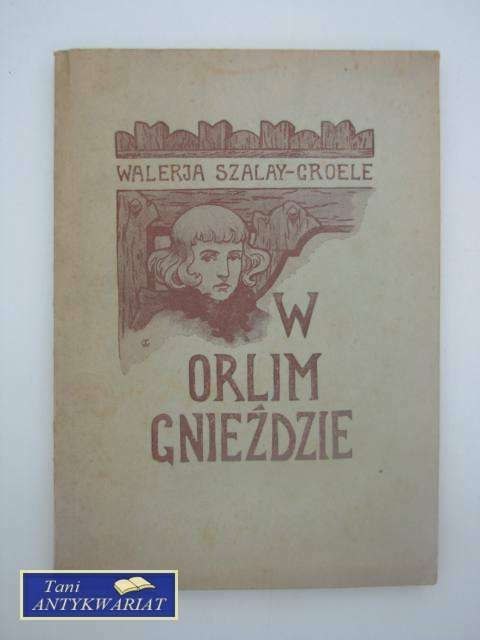 WALERJA SZALAY-GROELE
W
ORLIM
GNIEŹDZIE
Tani
ANTYKWARIAT